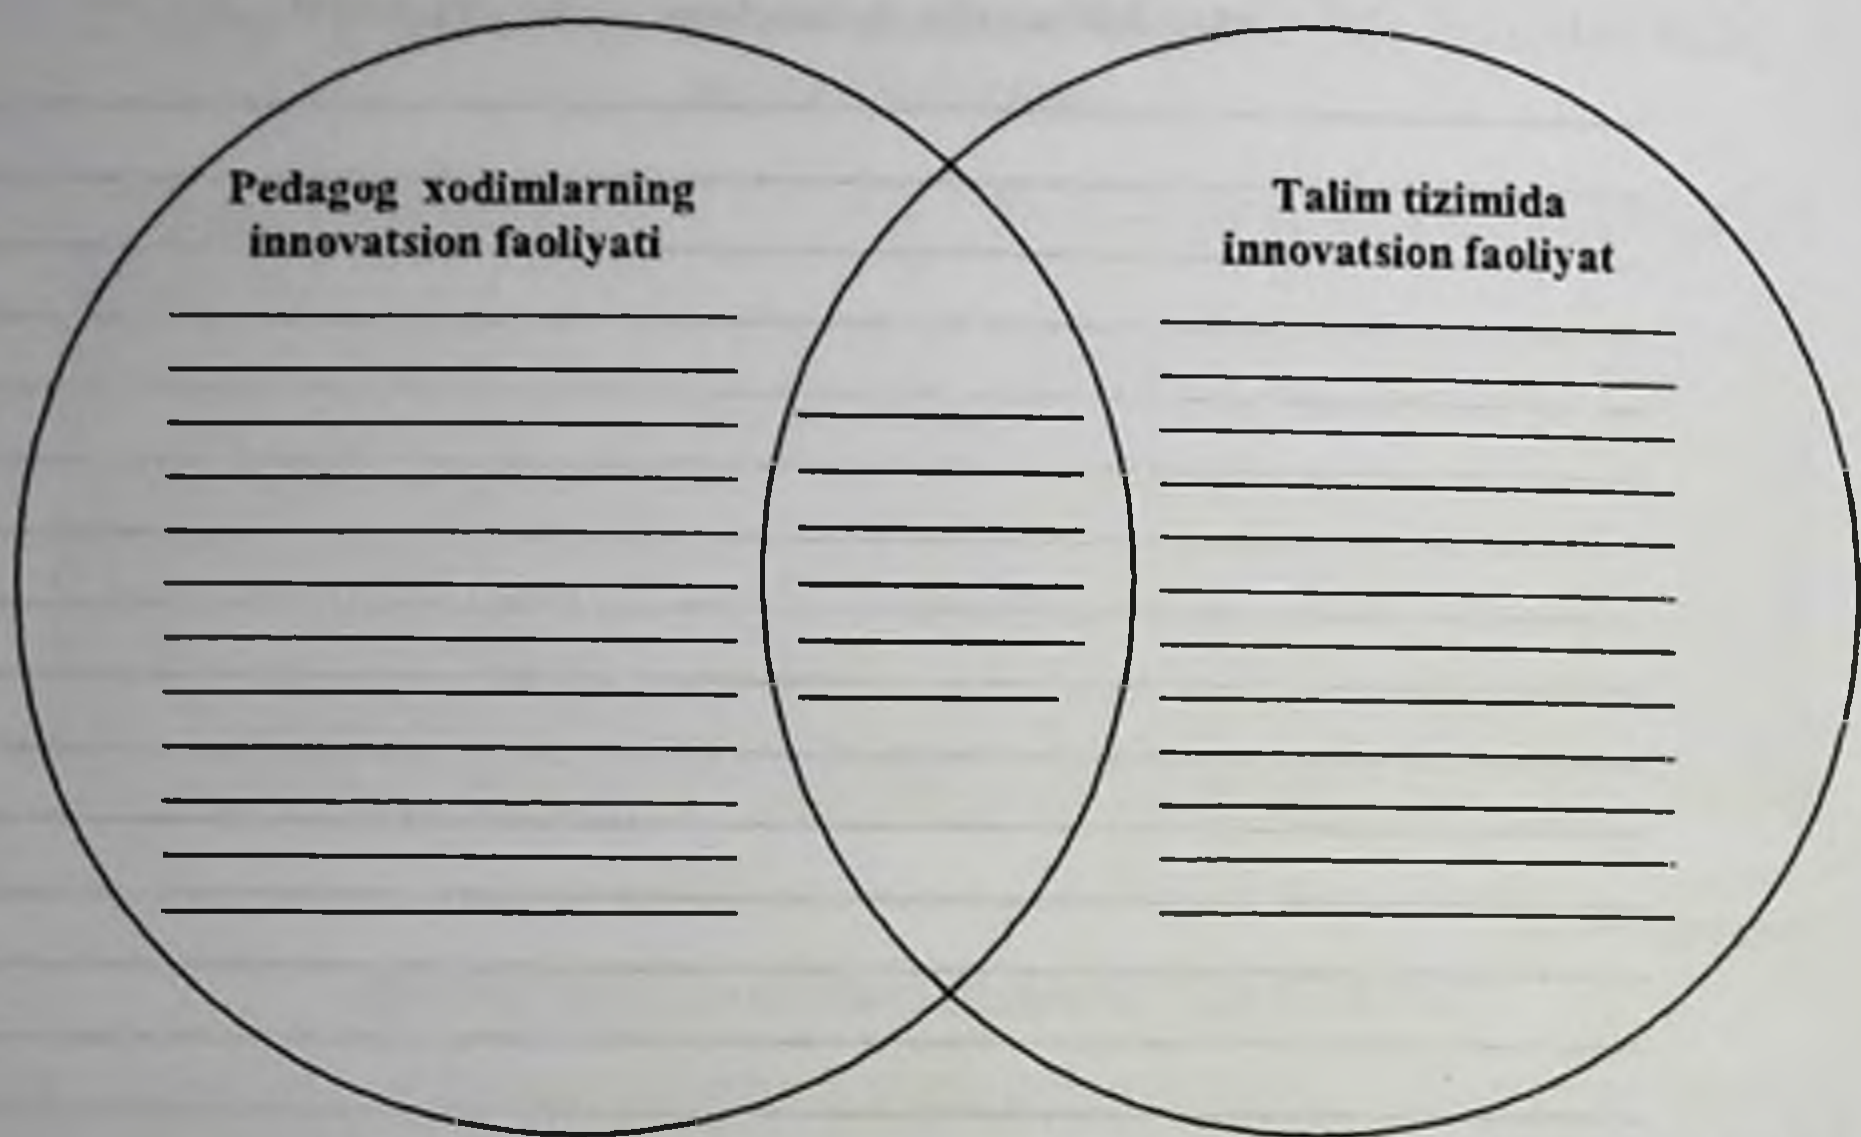 Pedagog xodimlarning
innovatsion faoliyati
Talim tizimida
innovatsion faoliyat